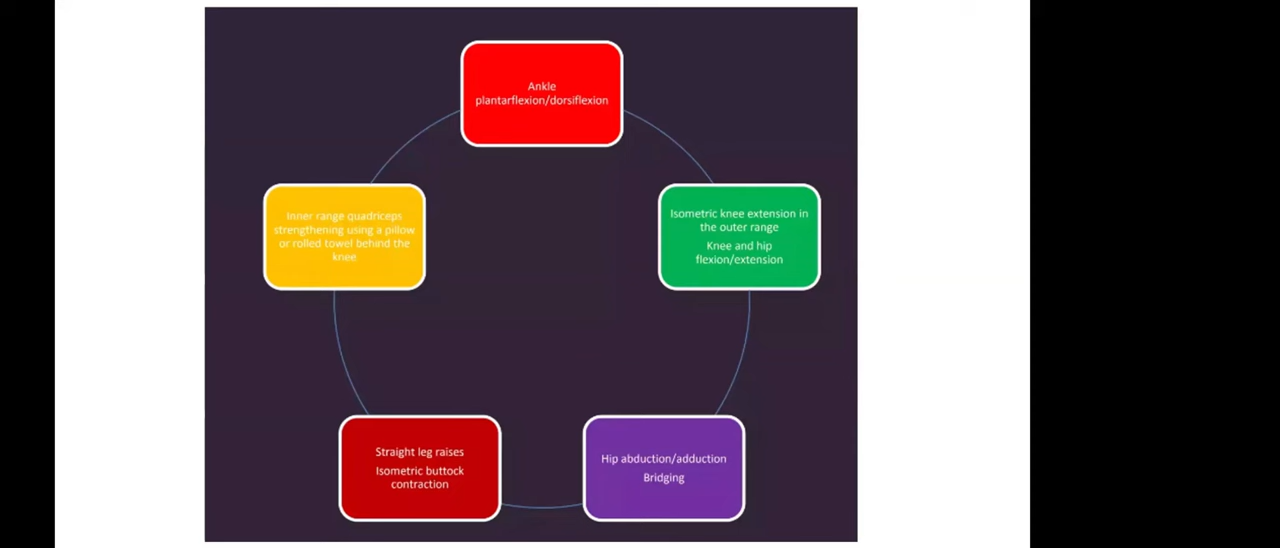 Ankle
plantarflexion/dorsiflexion
Isometric knee extension in
the outer range
Knee and hip
flexion/extension
Hip abduction/adduction
Bridging
Straight leg raises
Isometric buttock
contraction
Inner range quadriceps
strengthening using a pillow
or rolled towel behind the
knee